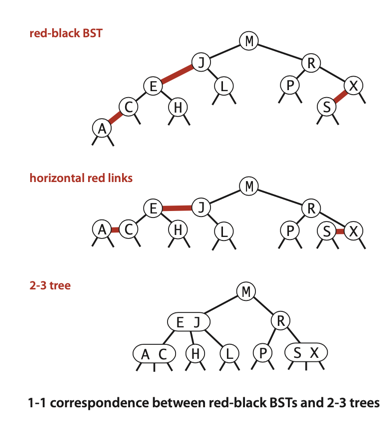 red-black BST
M
J R
E L P X
C H S
A
horizontal red links
M
E J R
A C H L P S X
2-3 tree
M
E J R
A C H L P S X
1-1 correspondence between red-black BSTs and 2-3 trees